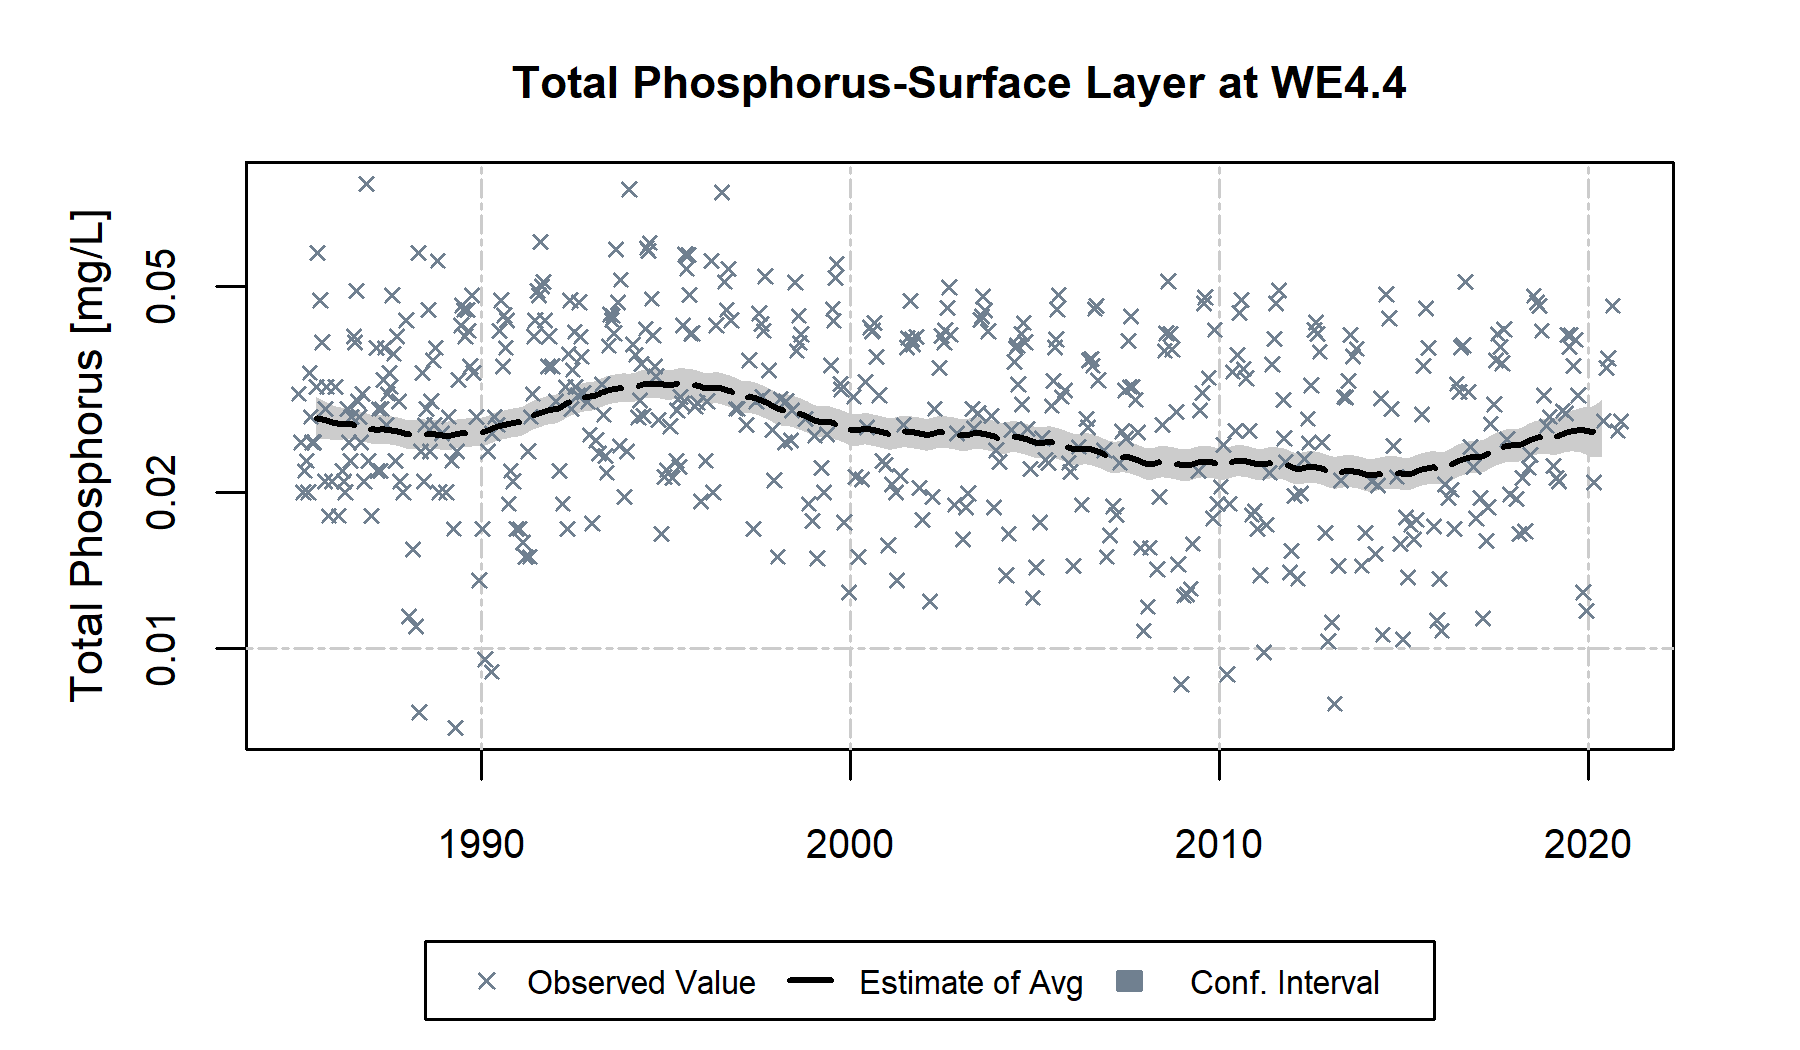 Total Phosphorus-Surface Layer at WE4.4
Total Phosphorus [mg/L]
0.05
0.02
0.01
1990 2000 2010 2020
Observed Value Estimate of Avg Conf. Interval